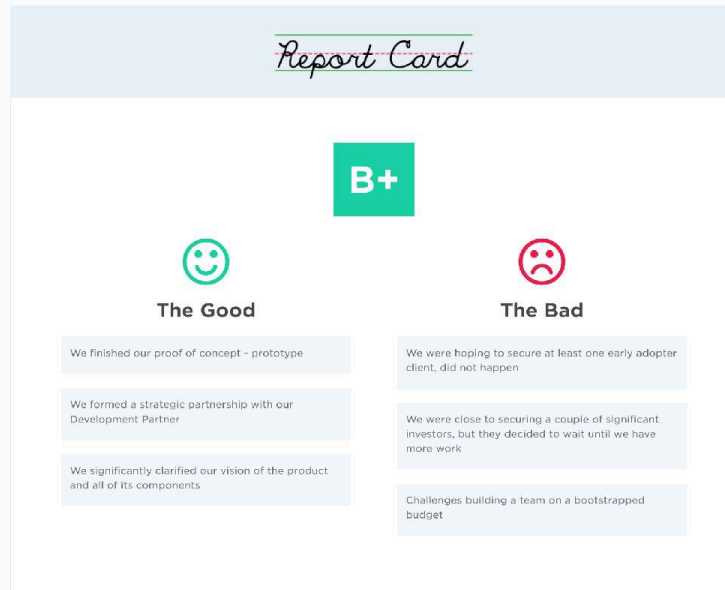 Report Card
B+
The Good
We finished our proof of concept - prototype
We formed a strategic partnership with our
Development Partner
We significantly clarified our vision of the product
and all of its components
The Bad
We were hoping to secure at least one early adopter
client, did not happen
We were close to securing a couple of significant
investors, but they decided to wait until we have
more work
Challenges building a team on a bootstrapped
budget